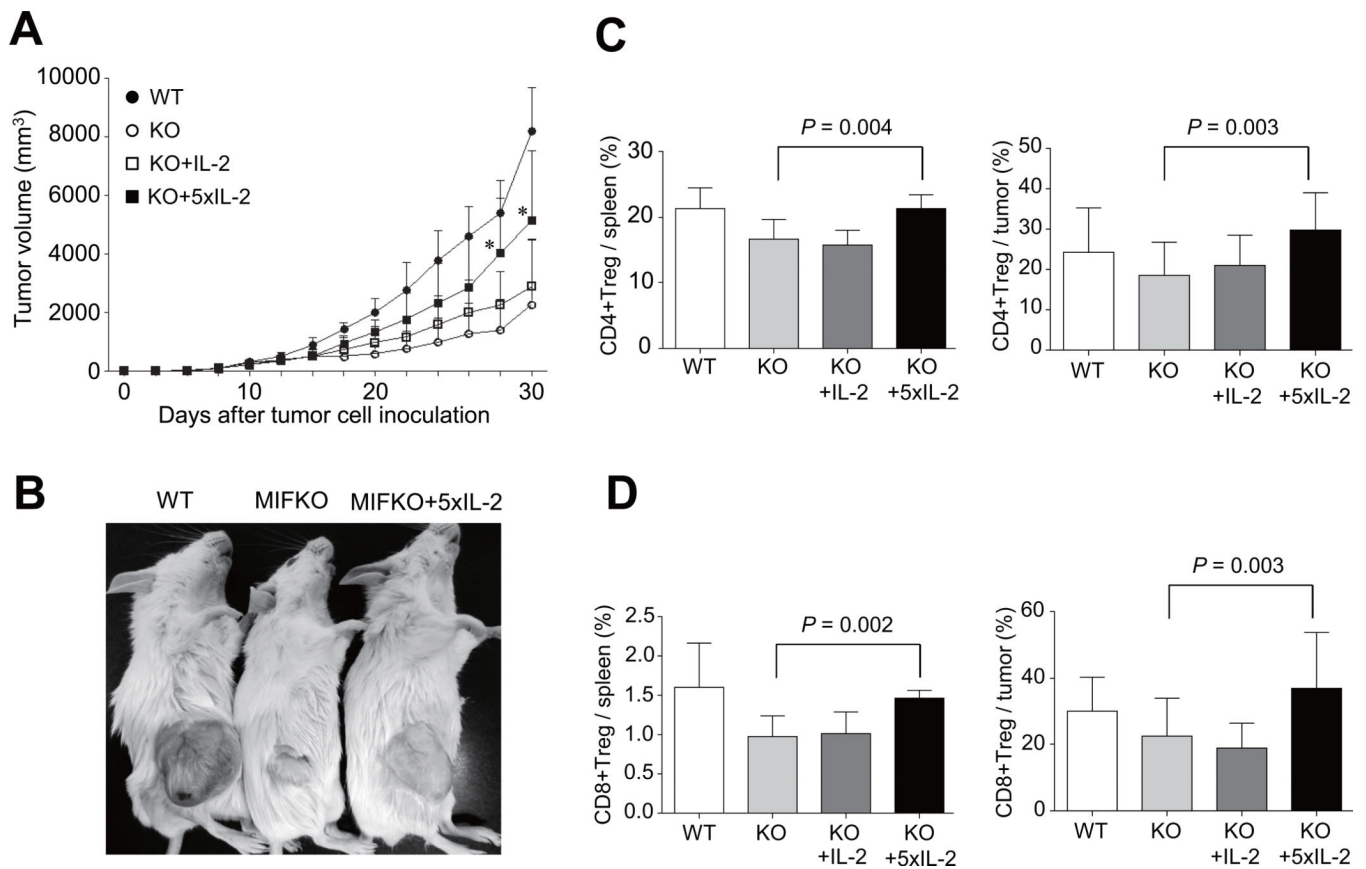 A
Tumor volume (mm³)
10000
8000
6000
4000
2000
0
WT
KO
KO+IL-2
KO+5xIL-2
*
*
0
10
20
30
Days after tumor cell inoculation
B
WT
MIFKO
MIFKO+5xIL-2
C
P = 0.004
CD4+Treg / spleen (%)
30
20
10
0
WT
KO
KO
+IL-2
KO
+5xIL-2
P = 0.003
CD4+Treg / tumor (%)
50
40
30
20
10
0
WT
KO
KO
+IL-2
KO
+5xIL-2
D
P = 0.002
CD8+Treg / spleen (%)
2.5
2.0
1.5
1.0
0.5
0.0
WT
KO
KO
+IL-2
KO
+5xIL-2
P = 0.003
CD8+Treg / tumor (%)
60
40
20
0
WT
KO
KO
+IL-2
KO
+5xIL-2